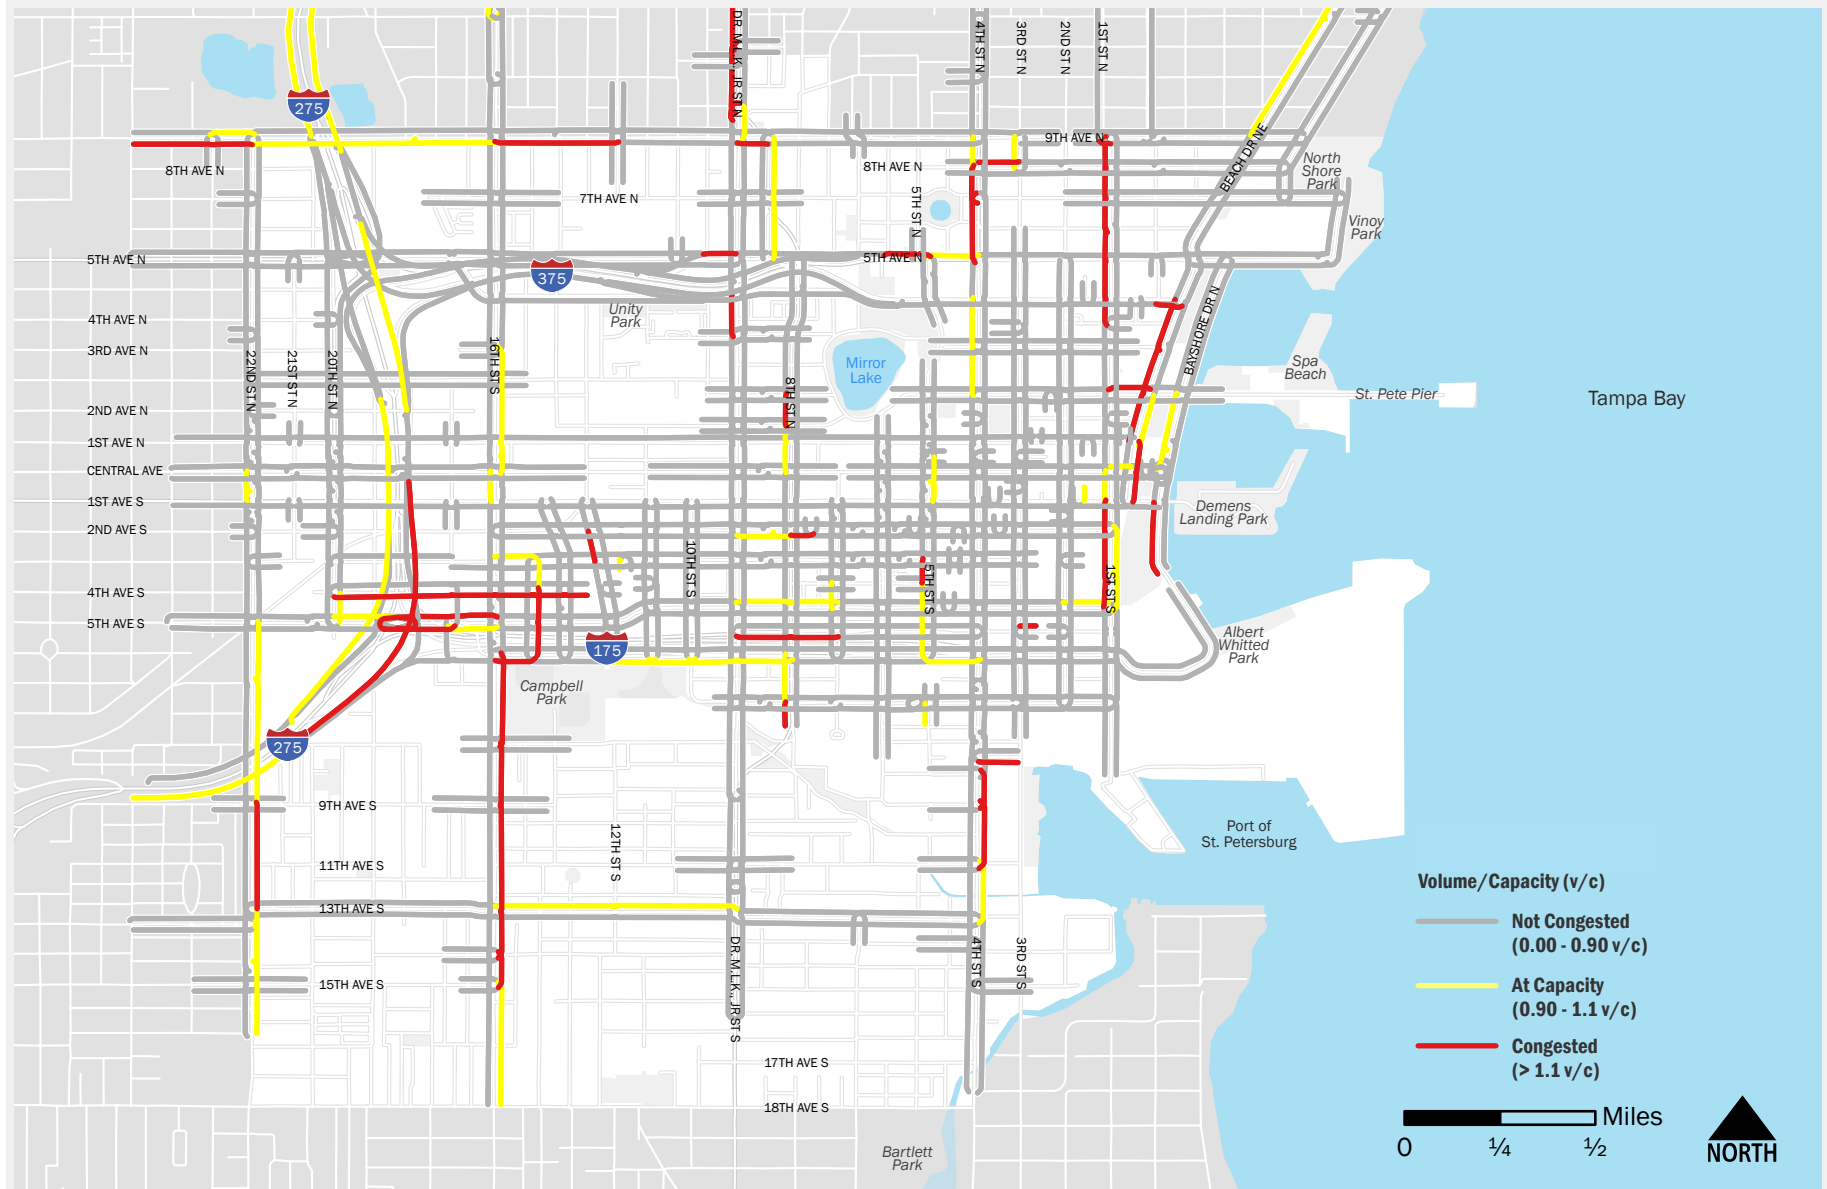 DR. M.L.K., JR ST N
4TH ST N
3RD ST N
2ND ST N
1ST ST N
275
9TH AVE N
BEACH DR NE
8TH AVE N
8TH AVE N
North
Shore
Park
7TH AVE N
5TH ST N
Vinoy
Park
5TH AVE N
5TH AVE N
375
BAYSHORE DR N
Unity
Park
4TH AVE N
3RD AVE N
22ND ST N
21ST ST N
20TH ST N
16TH ST S
Mirror
Lake
8TH ST N
Spa
Beach
St. Pete Pier
Tampa Bay
2ND AVE N
1ST AVE N
CENTRAL AVE
1ST AVE S
2ND AVE S
Demens
Landing Park
10TH ST S
5TH ST S
1ST ST S
4TH AVE S
5TH AVE S
175
Albert
Whitted
Park
Campbell
Park
275
9TH AVE S
12TH ST S
Port of
St. Petersburg
11TH AVE S
13TH AVE S
DR. M.L.K., JR ST S
4TH ST S
3RD ST S
15TH AVE S
17TH AVE S
18TH AVE S
Bartlett
Park
Volume/Capacity (v/c)
Not Congested
(0.00 - 0.90 v/c)
At Capacity
(0.90 - 1.1 v/c)
Congested
(> 1.1 v/c)
Miles
0 ¼ ½
NORTH